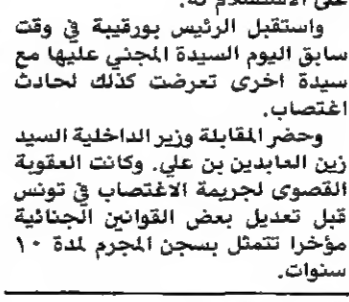 على الاستسلام له.
واستقبل الرئيس بورقيبة في وقت
سابق اليوم السيدة المجني عليها مع
سيدة اخرى تعرضت كذلك لحادث
اغتصاب.
وحضر المقابلة وزير الداخلية السيد
زين العابدين بن علي. وكانت العقوبة
القصوى لجريمة الاغتصاب في تونس
قبل تعديل بعض القوانين الجنائية
مؤخرا تتمثل بسجن المجرم لمدة ١٠
سنوات.